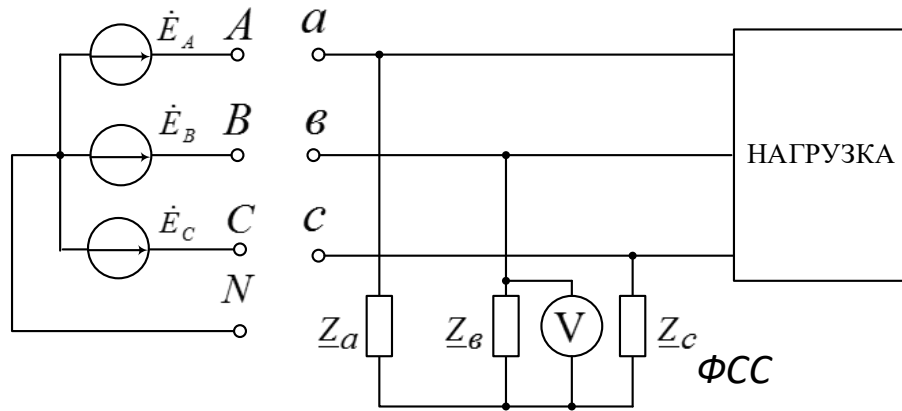 Ė_A A a
Ė_B B в
НАГРУЗКА
Ė_C C c
N
Z_a Z_в V Z_c
ФСС